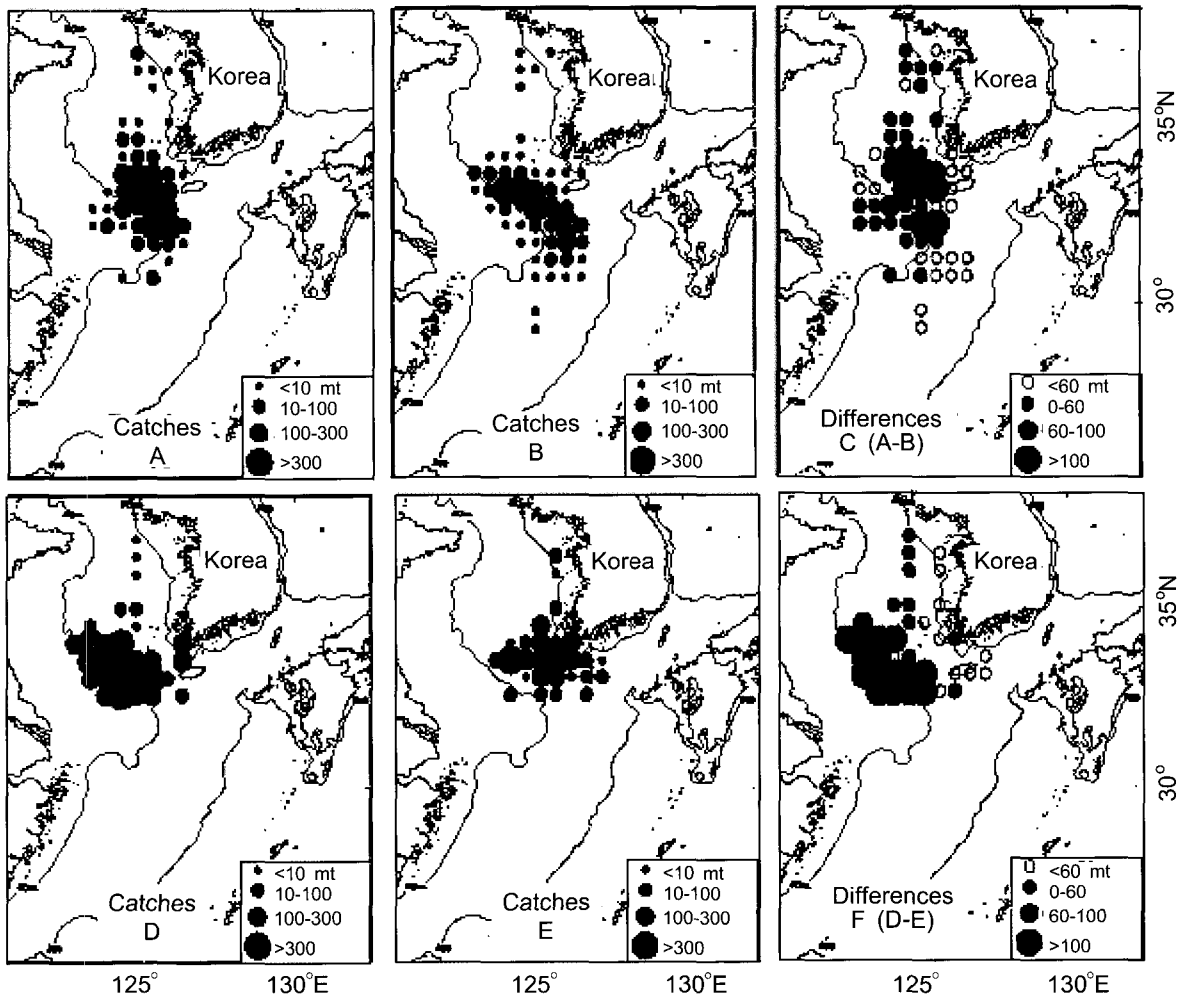 Korea
Catches
A
<10 mt
10-100
100-300
>300
Korea
Catches
B
<10 mt
10-100
100-300
>300
Korea
Differences
C (A-B)
<60 mt
0-60
60-100
>100
35°N
30°
Korea
Catches
D
<10 mt
10-100
100-300
>300
Korea
Catches
E
<10 mt
10-100
100-300
>300
Korea
Differences
F (D-E)
<60 mt
0-60
60-100
>100
35°N
30°
125° 130°E
125° 130°E
125° 130°E